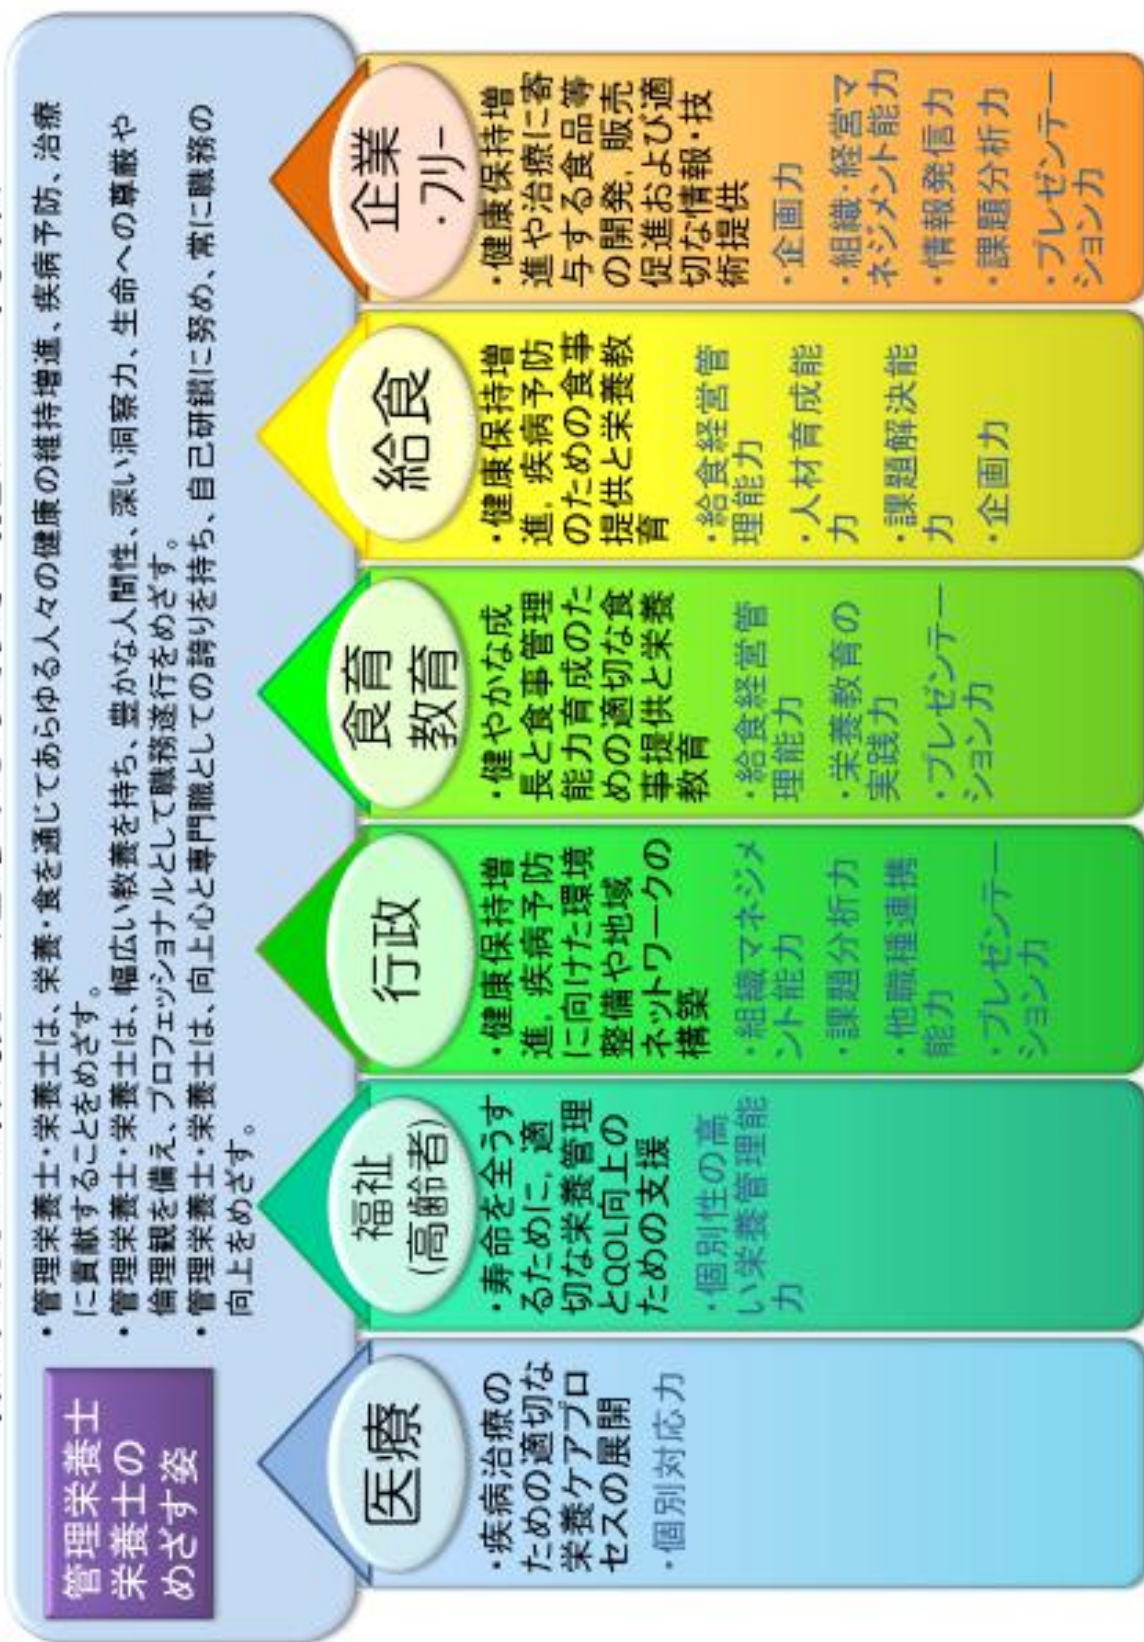 管理栄養士
栄養士の
めざす姿
・管理栄養士・栄養士は、栄養・食を通じてあらゆる人々の健康の維持増進、疾病予防、治療
に貢献することをめざす。
・管理栄養士・栄養士は、幅広い教養を持ち、豊かな人間性、深い洞察力、生命への尊厳や
倫理観を備え、プロフェッショナルとして職務遂行をめざす。
・管理栄養士・栄養士は、向上心と専門職としての誇りを持ち、自己研鑽に努め、常に職務の
向上をめざす。
医療
・疾病治療の
ための適切な
栄養ケアプロ
セスの展開
・個別対応力
福祉
(高齢者)
・寿命を全うす
るために,適
切な栄養管理
とQOL向上の
ための支援
・個別性の高
い栄養管理能
力
行政
・健康保持増
進,疾病予防
に向けた環境
整備や地域
ネットワークの
構築
・組織マネジメ
ント能力
・課題分析力
・他職種連携
能力
・プレゼンテー
ション力
食育
教育
・健やかな成
長と食事管理
能力育成のた
めの適切な食
事提供と栄養
教育
・給食経営管
理能力
・栄養教育の
実践力
・プレゼンテー
ション力
給食
・健康保持増
進,疾病予防
のための食事
提供と栄養教
育
・給食経営管
理能力
・人材育成能
力
・課題解決能
力
・企画力
企業
・フリー
・健康保持増
進や治療に寄
与する食品等
の開発,販売
促進および適
切な情報・技
術提供
・企画力
・組織・経営マ
ネジメント能力
・情報発信力
・課題分析力
・プレゼンテー
ション力